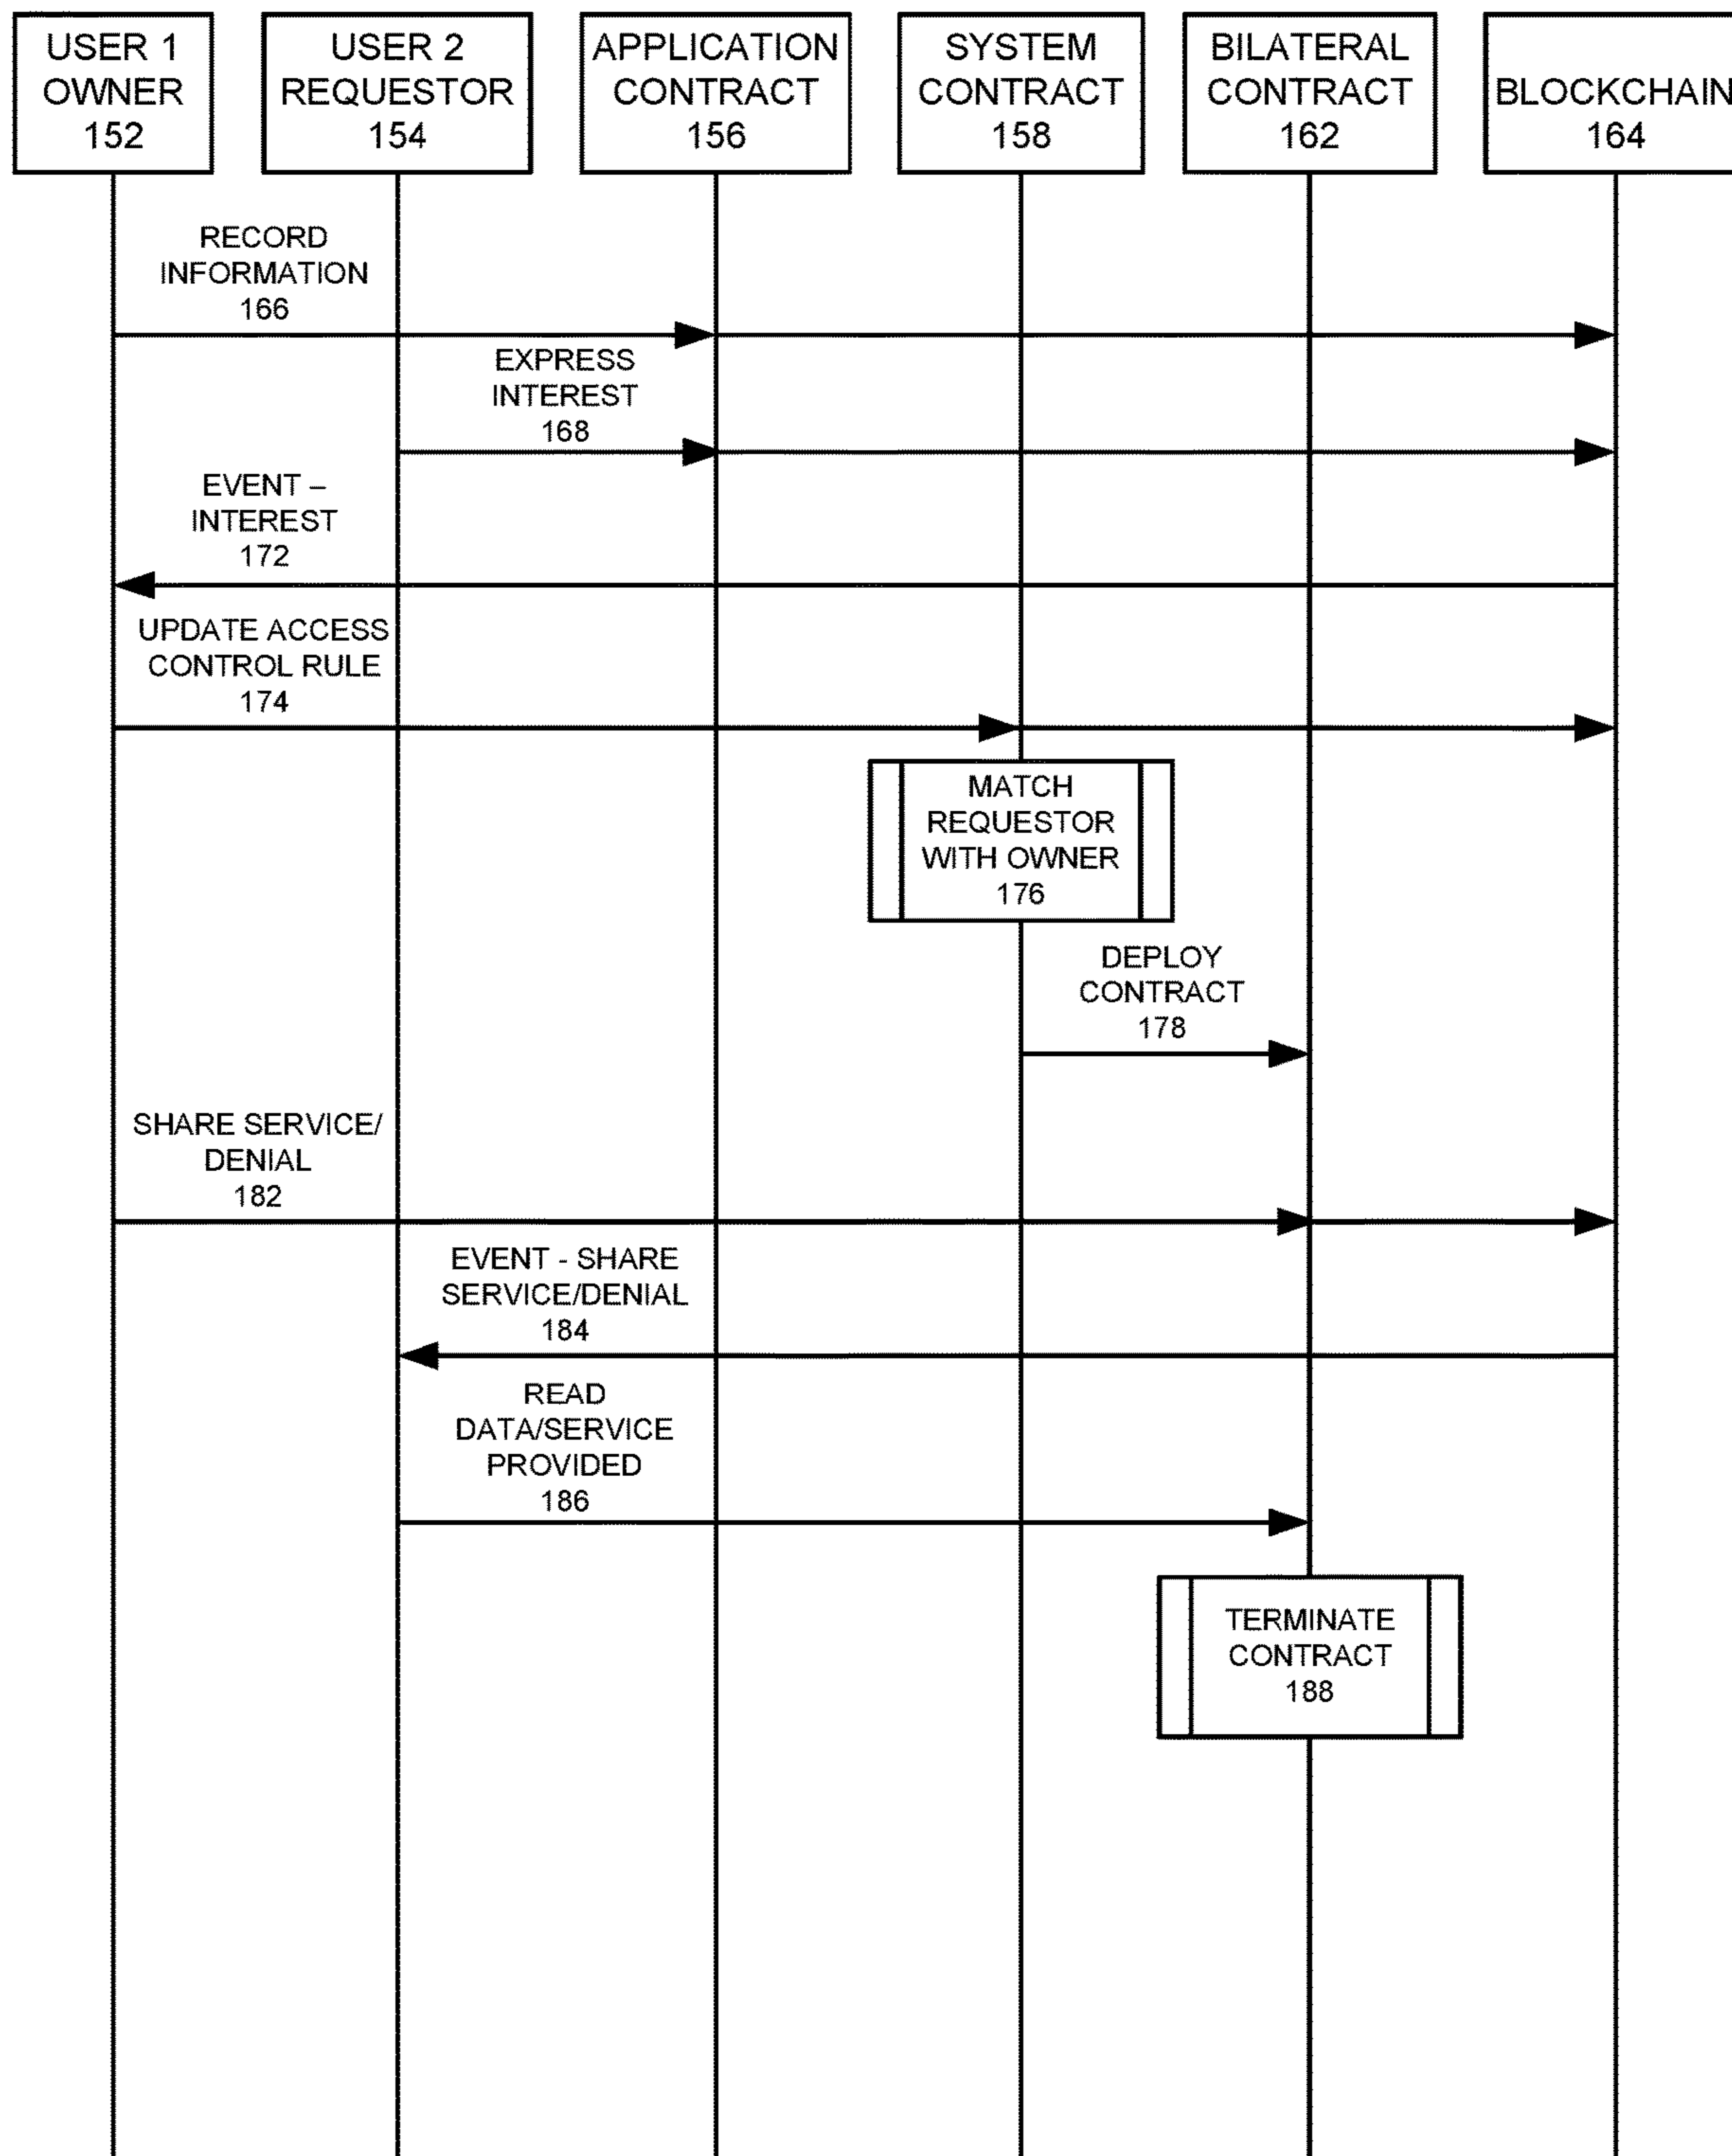 USER 1
OWNER
152
USER 2
REQUESTOR
154
APPLICATION
CONTRACT
156
SYSTEM
CONTRACT
158
BILATERAL
CONTRACT
162
BLOCKCHAIN
164
RECORD
INFORMATION
166
EXPRESS
INTEREST
168
EVENT –
INTEREST
172
UPDATE ACCESS
CONTROL RULE
174
MATCH
REQUESTOR
WITH OWNER
176
DEPLOY
CONTRACT
178
SHARE SERVICE/
DENIAL
182
EVENT - SHARE
SERVICE/DENIAL
184
READ
DATA/SERVICE
PROVIDED
186
TERMINATE
CONTRACT
188